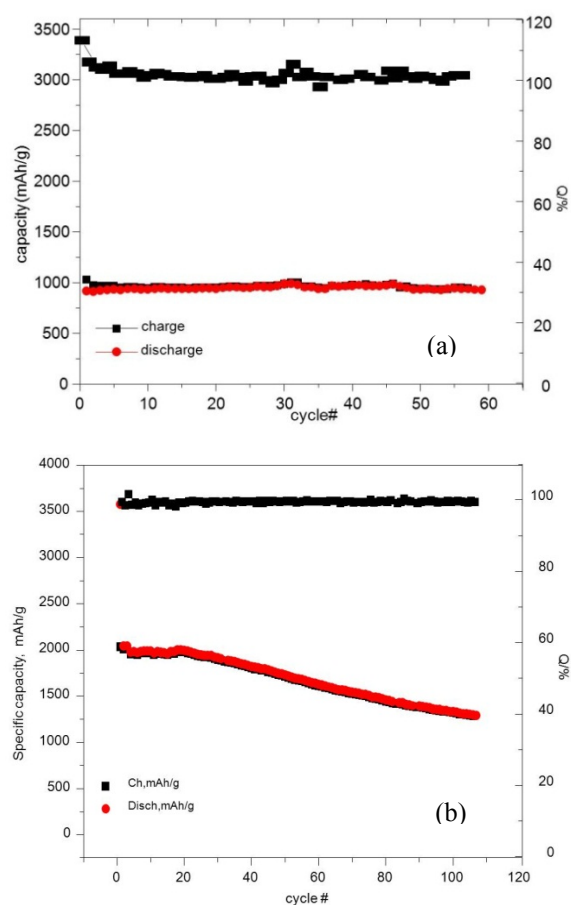 3500
3000
2500
2000
1500
1000
500
0
capacity(mAh/g)
120
100
80
60
40
20
0
Q/%
charge
discharge
(a)
0 10 20 30 40 50 60
cycle#
4000
3500
3000
2500
2000
1500
1000
500
0
Specific capacity, mAh/g
100
80
60
40
20
0
Q/%
Ch,mAh/g
Disch,mAh/g
(b)
0 20 40 60 80 100 120
cycle #